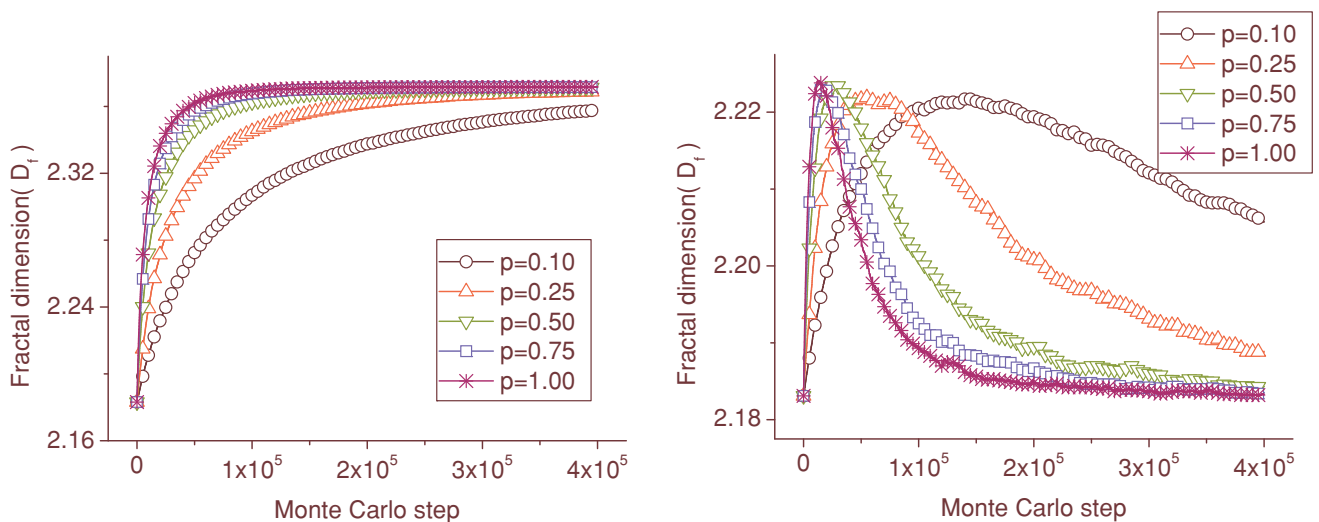 Fractal dimension( D_f )
2.32
2.24
2.16
0
1x10^5
2x10^5
3x10^5
4x10^5
Monte Carlo step
p=0.10
p=0.25
p=0.50
p=0.75
p=1.00
Fractal dimension( D_f )
2.22
2.20
2.18
0
1x10^5
2x10^5
3x10^5
4x10^5
Monte Carlo step
p=0.10
p=0.25
p=0.50
p=0.75
p=1.00